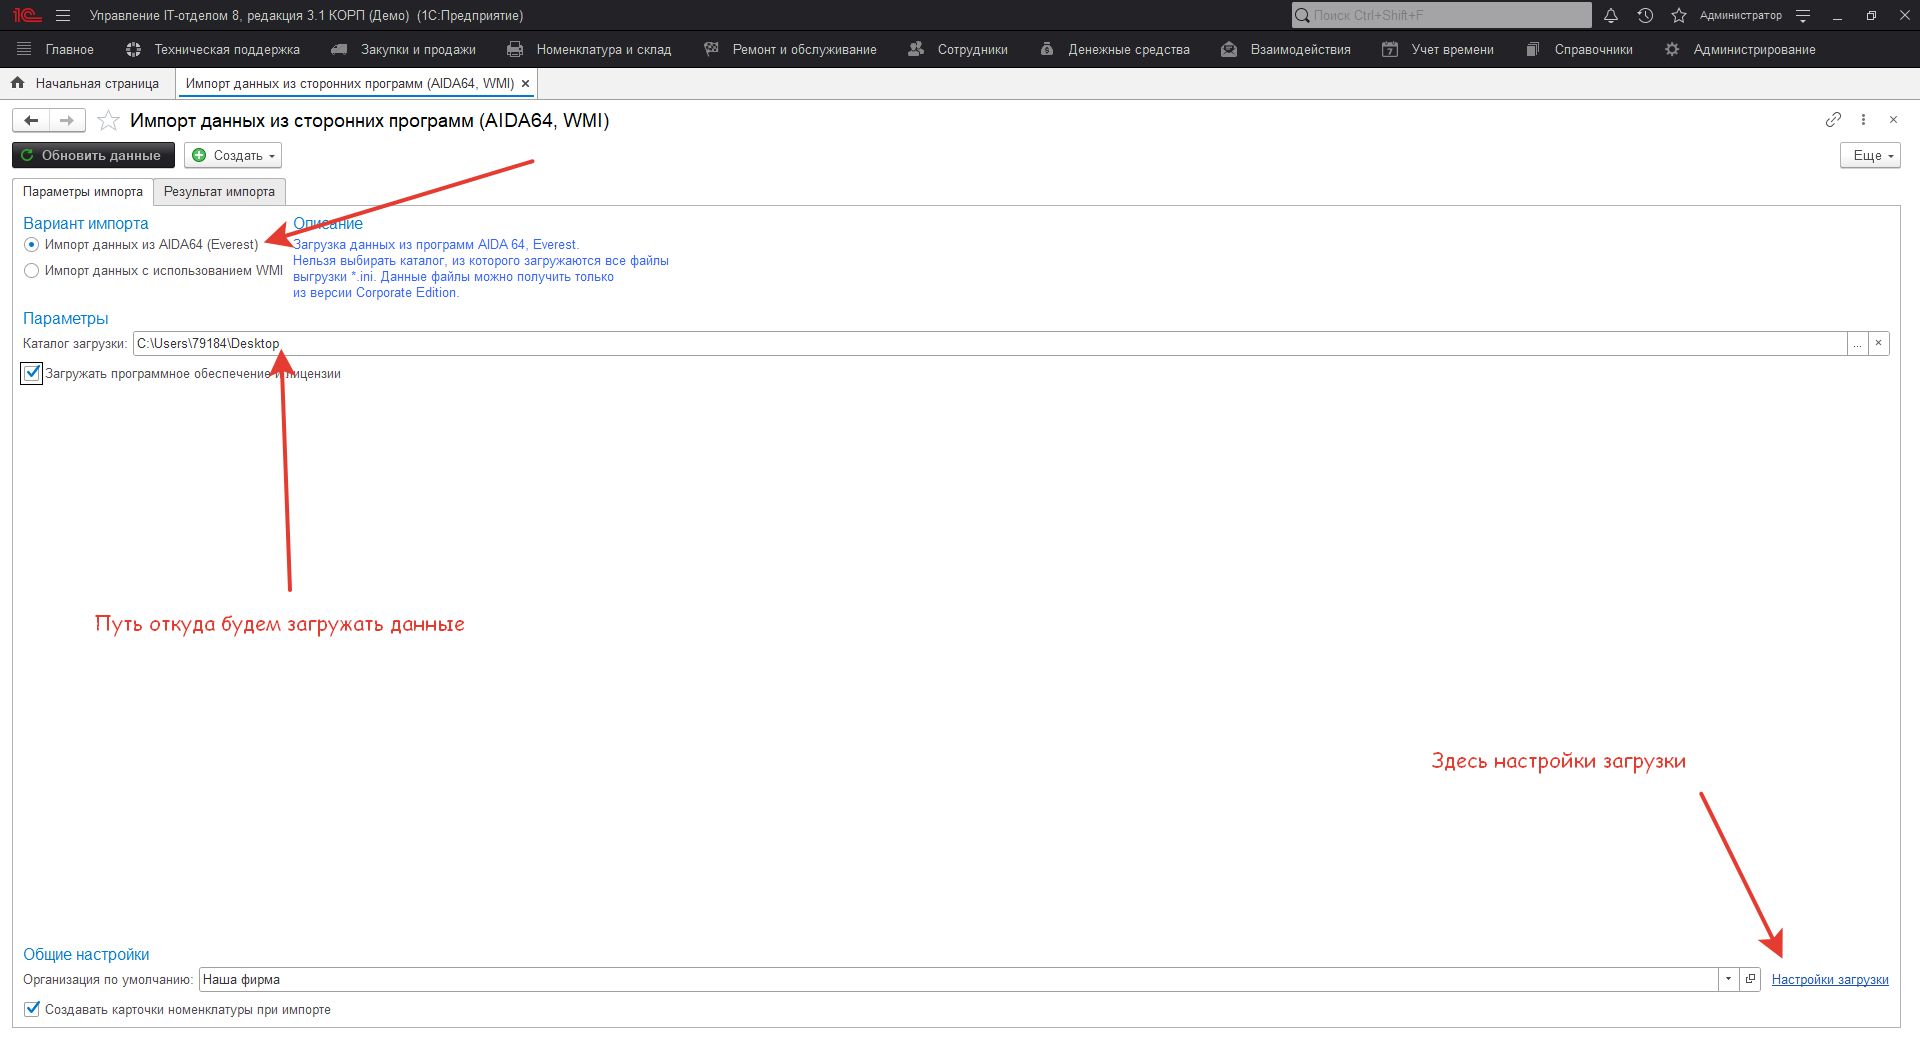 1С Управление IT-отделом 8, редакция 3.1 КОРП (Демо) (1С:Предприятие) Поиск Ctrl+Shift+F Администратор
Главное Техническая поддержка Закупки и продажи Номенклатура и склад Ремонт и обслуживание Сотрудники Денежные средства Взаимодействия Учет времени Справочники Администрирование
Начальная страница Импорт данных из сторонних программ (AIDA64, WMI) ×
Импорт данных из сторонних программ (AIDA64, WMI)
Обновить данные Создать Еще
Параметры импорта Результат импорта
Вариант импорта
Импорт данных из AIDA64 (Everest)
Импорт данных с использованием WMI
Описание
Загрузка данных из программ AIDA 64, Everest.
Нельзя выбирать каталог, из которого загружаются все файлы
выгрузки *.ini. Данные файлы можно получить только
из версии Corporate Edition.
Параметры
Каталог загрузки: C:\Users\79184\Desktop ... ×
Загружать программное обеспечение и лицензии
Путь откуда будем загружать данные
Здесь настройки загрузки
Общие настройки
Организация по умолчанию: Наша фирма Настройки загрузки
Создавать карточки номенклатуры при импорте